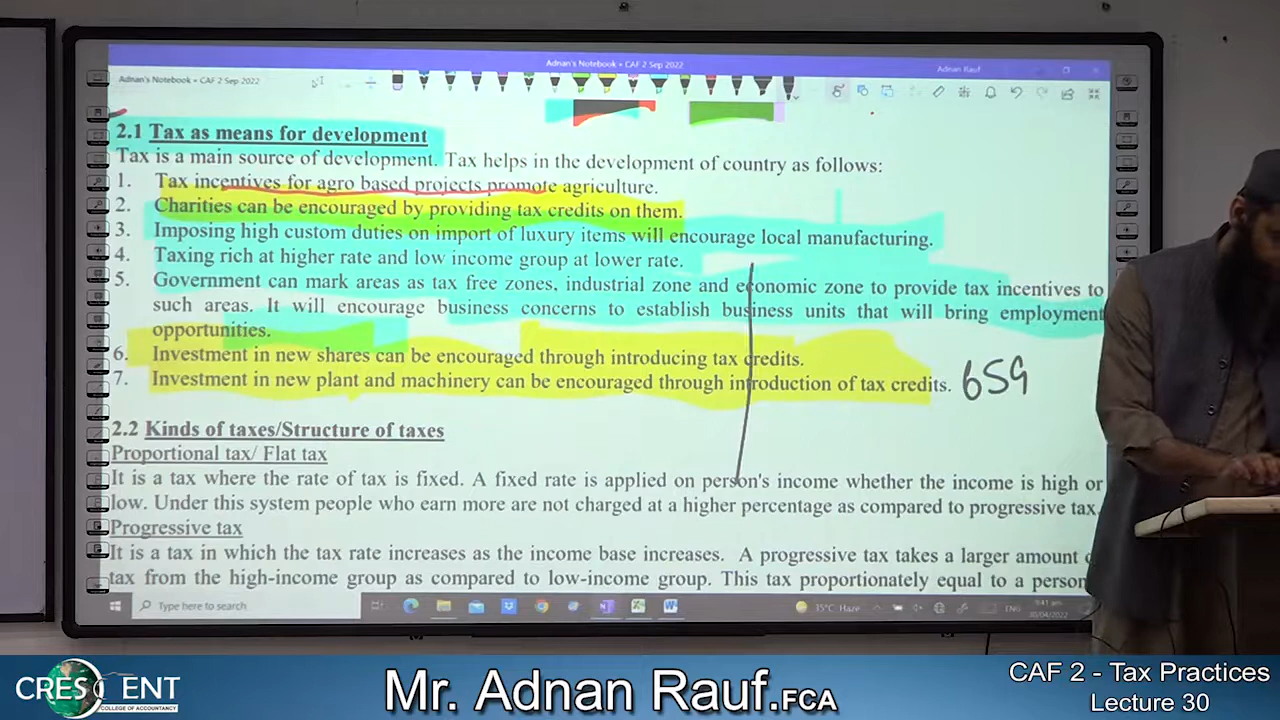 Adnan's Notebook » CAF 2 Sep 2022
Adnan's Notebook » CAF 2 Sep 2022
Adnan Rauf
2.1 Tax as means for development
Tax is a main source of development. Tax helps in the development of country as follows:
1. Tax incentives for agro based projects promote agriculture.
2. Charities can be encouraged by providing tax credits on them.
3. Imposing high custom duties on import of luxury items will encourage local manufacturing.
4. Taxing rich at higher rate and low income group at lower rate.
5. Government can mark areas as tax free zones, industrial zone and economic zone to provide tax incentives to
such areas. It will encourage business concerns to establish business units that will bring employment
opportunities.
6. Investment in new shares can be encouraged through introducing tax credits.
7. Investment in new plant and machinery can be encouraged through introduction of tax credits. 659
2.2 Kinds of taxes/Structure of taxes
Proportional tax/ Flat tax
It is a tax where the rate of tax is fixed. A fixed rate is applied on person's income whether the income is high or
low. Under this system people who earn more are not charged at a higher percentage as compared to progressive tax.
Progressive tax
It is a tax in which the tax rate increases as the income base increases. A progressive tax takes a larger amount
tax from the high-income group as compared to low-income group. This tax proportionately equal to a person
Type here to search
35°C Haze
ENG
9:41 am
30/04/2022
CRESCENT
COLLEGE OF ACCOUNTANCY
Mr. Adnan Rauf.FCA
CAF 2 - Tax Practices
Lecture 30